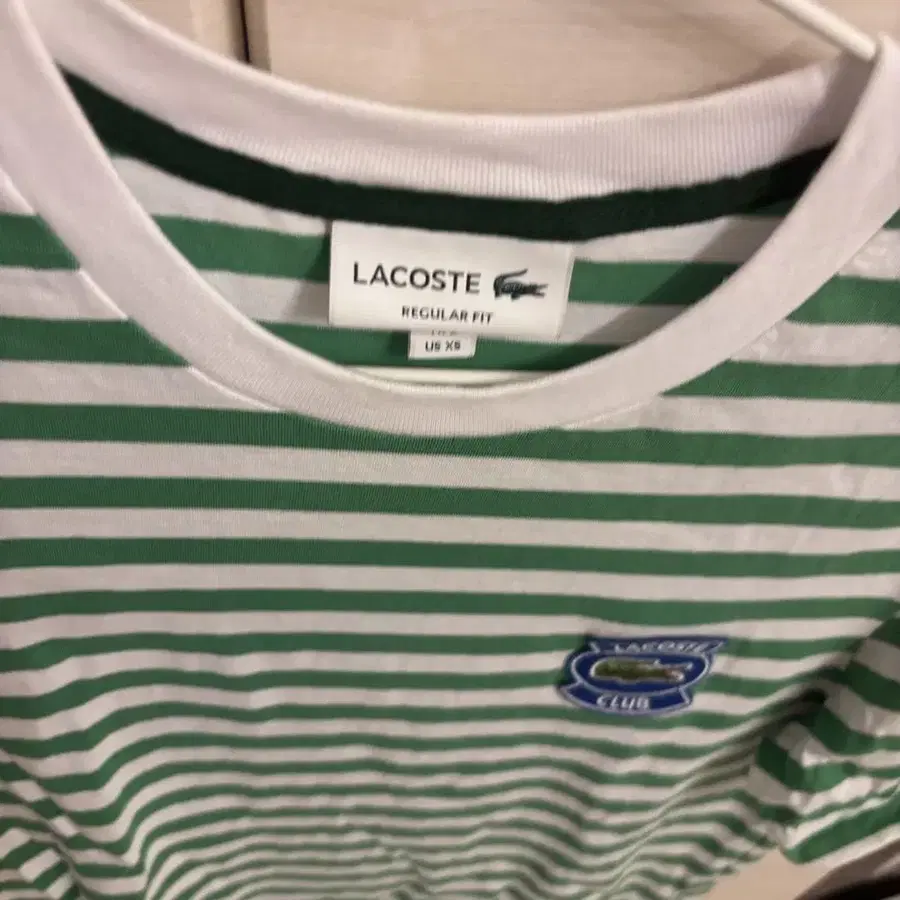 LACOSTE
REGULAR FIT
US XS
LACOSTE
CLUB